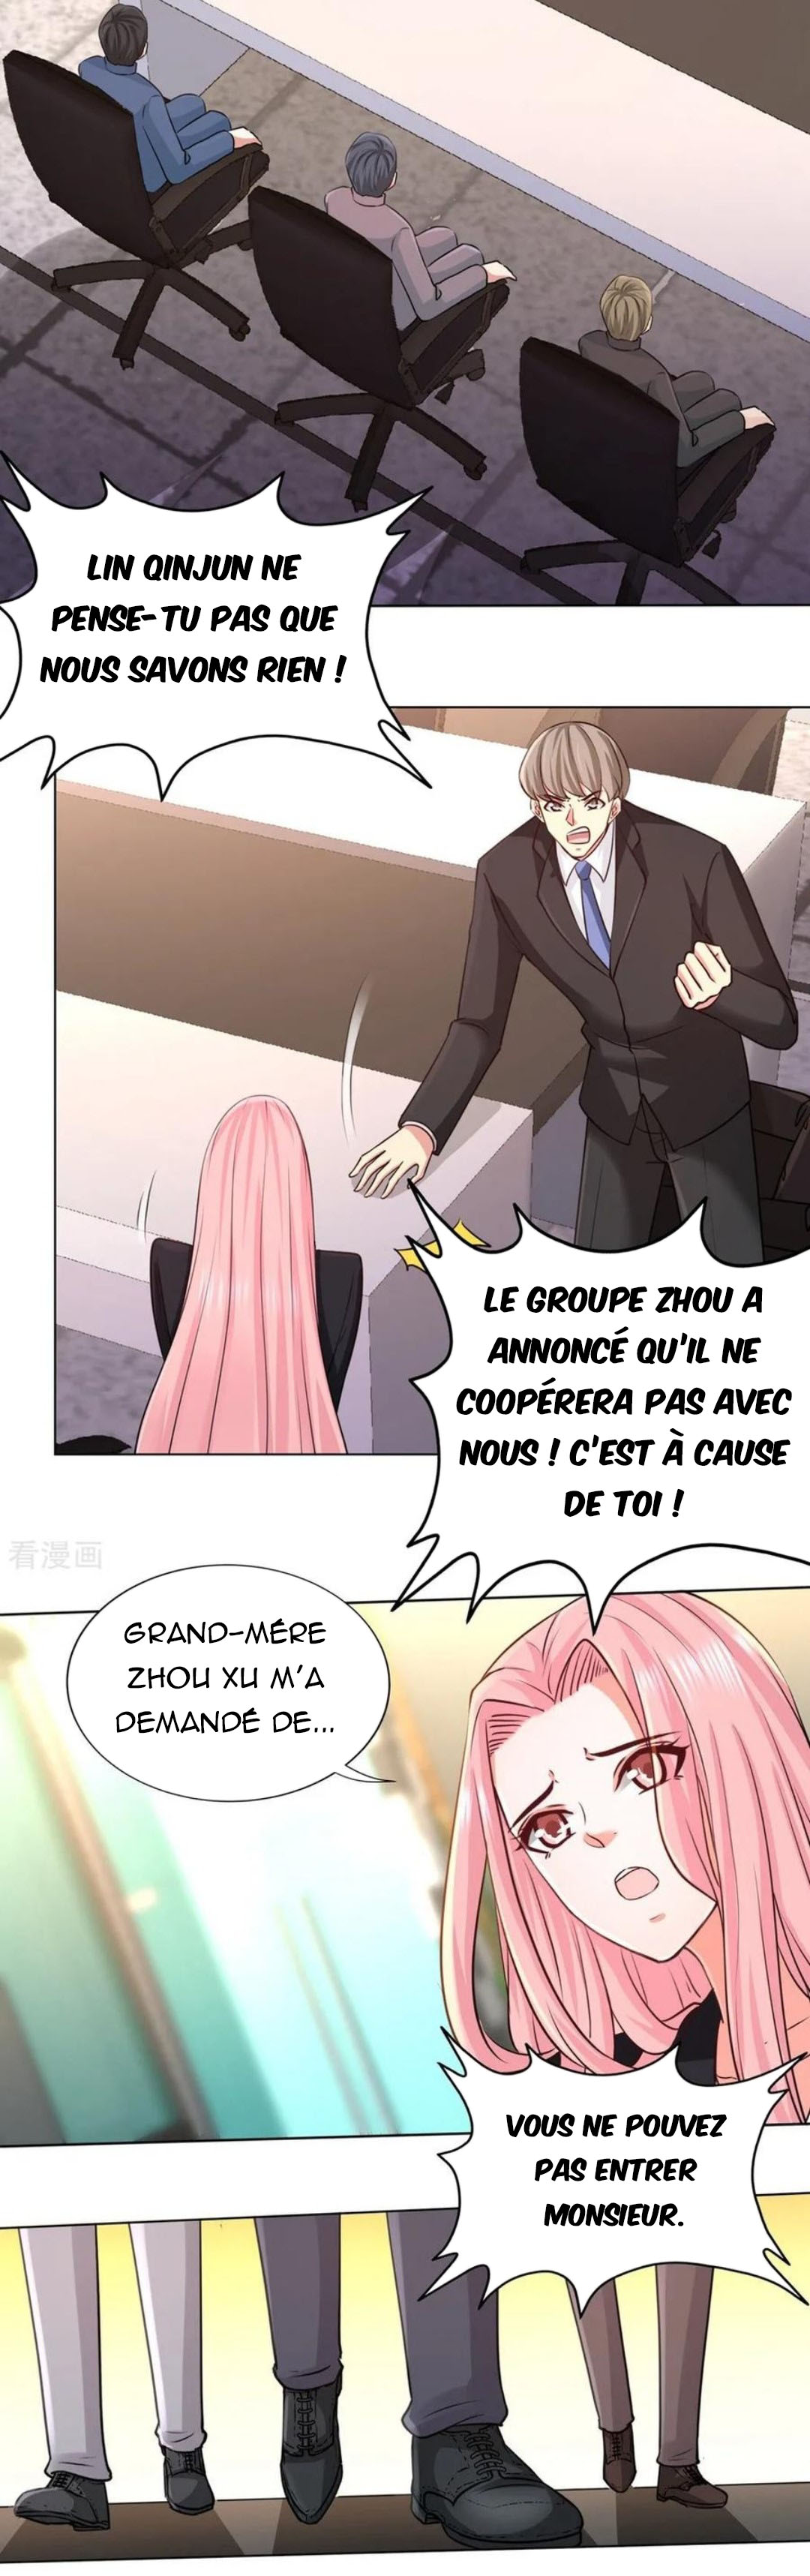 LIN QINJUN NE
PENSE-TU PAS QUE
NOUS SAVONS RIEN !
LE GROUPE ZHOU A
ANNONCÉ QU'IL NE
COOPÉRERA PAS AVEC
NOUS ! C'EST À CAUSE
DE TOI !
看漫画
GRAND-MÉRE
ZHOU XU M'A
DEMANDÉ DE...
VOUS NE POUVEZ
PAS ENTRER
MONSIEUR.